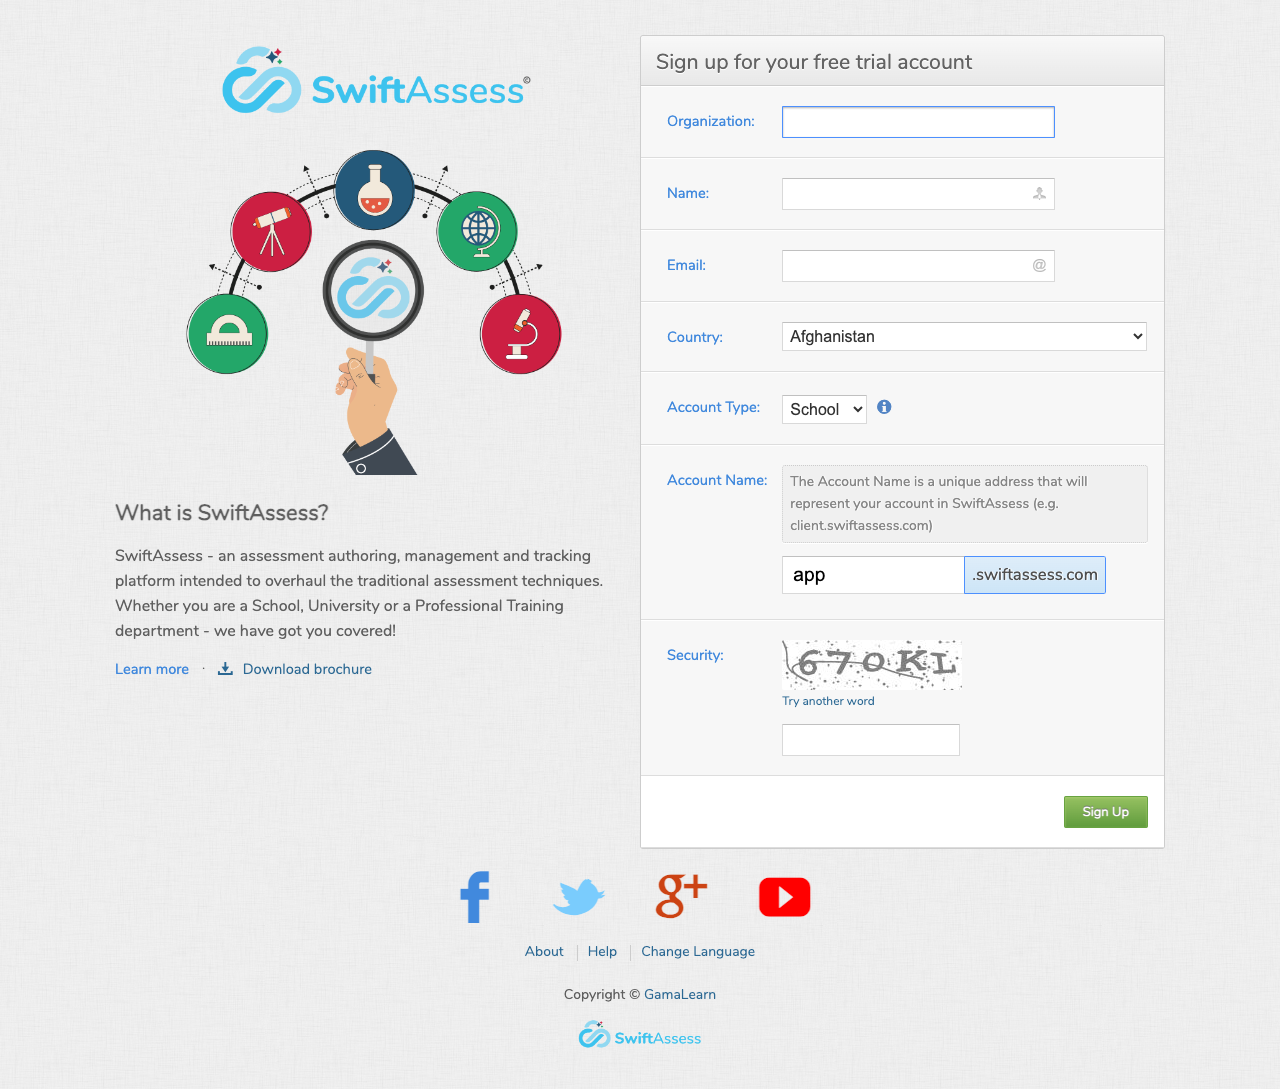 SwiftAssess©
What is SwiftAssess?
SwiftAssess - an assessment authoring, management and tracking
platform intended to overhaul the traditional assessment techniques.
Whether you are a School, University or a Professional Training
department - we have got you covered!
Learn more · Download brochure
Sign up for your free trial account
Organization:
Name:
Email: @
Country: Afghanistan
Account Type: School
Account Name: The Account Name is a unique address that will
represent your account in SwiftAssess (e.g.
client.swiftassess.com)
app .swiftassess.com
Security: 670KL
Try another word
Sign Up
About Help Change Language
Copyright © GamaLearn
SwiftAssess